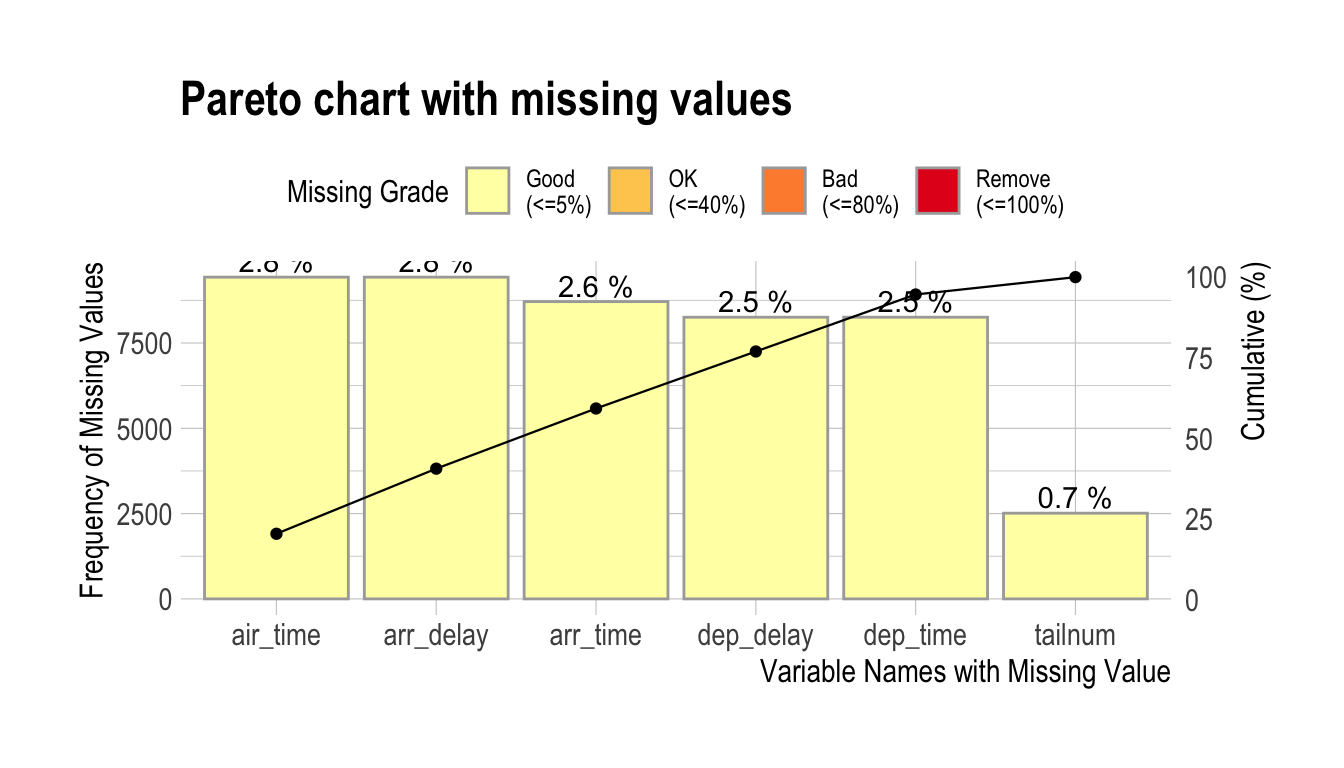 Pareto chart with missing values
Missing Grade
Good
(<=5%)
OK
(<=40%)
Bad
(<=80%)
Remove
(<=100%)
Frequency of Missing Values
7500
5000
2500
0
2.8 %
2.8 %
2.6 %
2.5 %
2.5 %
0.7 %
100
75
50
25
0
Cumulative (%)
air_time
arr_delay
arr_time
dep_delay
dep_time
tailnum
Variable Names with Missing Value